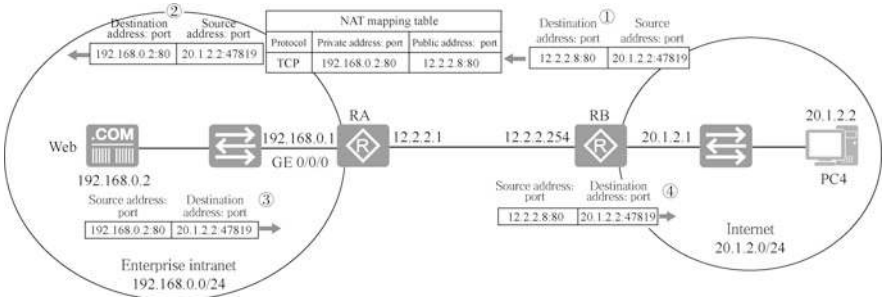 ②
Destination address: port
Source address: port
192.168.0.2:80 20.1.2.2:47819
NAT mapping table
Protocol Private address: port Public address: port
TCP 192.168.0.2:80 12.2.2.8:80
①
Destination address: port
Source address: port
12.2.2.8:80 20.1.2.2:47819
Web
.COM
192.168.0.2
192.168.0.1
GE 0/0/0
RA
R
12.2.2.1
12.2.2.254
RB
R
20.1.2.1
20.1.2.2
PC4
③
Source address: port
Destination address: port
192.168.0.2:80 20.1.2.2:47819
④
Source address: port
Destination address: port
12.2.2.8:80 20.1.2.2:47819
Enterprise intranet
192.168.0.0/24
Internet
20.1.2.0/24